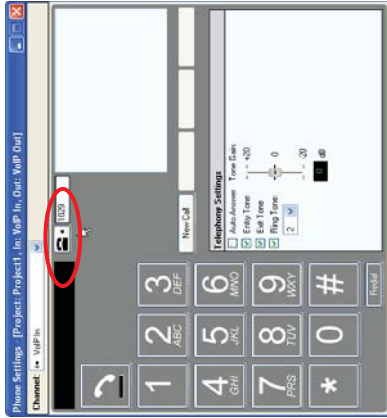 Phone Settings - [Project: Project1, In: VoIP In, Out: VoIP Out]
Channel: VoIP In
1029
New Call
1
2 ABC
3 DEF
4 GHI
5 JKL
6 MNO
7 PRS
8 TUV
9 WXY
*
0
#
Redial
Telephony Settings
Auto Answer
Entry Tone
Exit Tone
Ring Tone:
2
Tone Gain:
+20
0
-20
0 dB